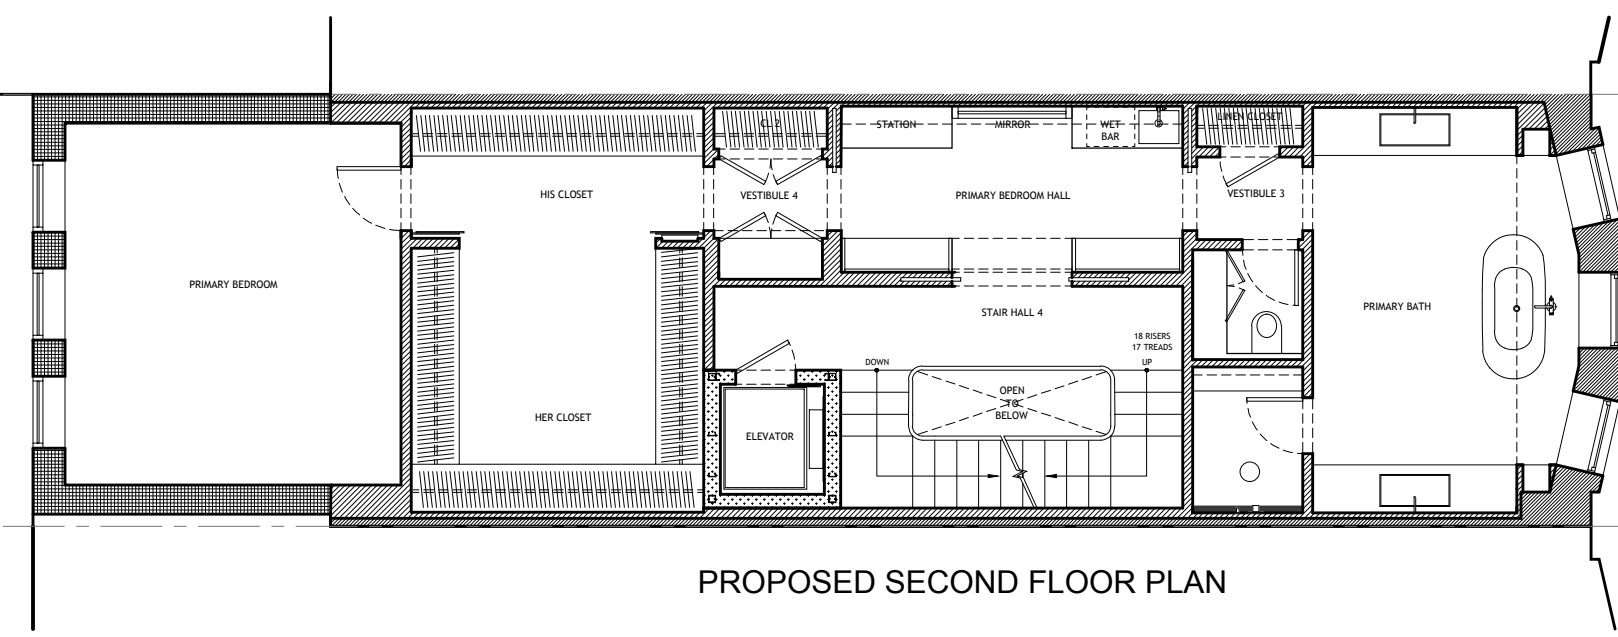 CL 2
STATION
MIRROR
WET
BAR
LINEN CLOSET
HIS CLOSET
VESTIBULE 4
PRIMARY BEDROOM HALL
VESTIBULE 3
PRIMARY BEDROOM
STAIR HALL 4
PRIMARY BATH
18 RISERS
17 TREADS
DOWN
UP
OPEN
TO
BELOW
HER CLOSET
ELEVATOR
PROPOSED SECOND FLOOR PLAN